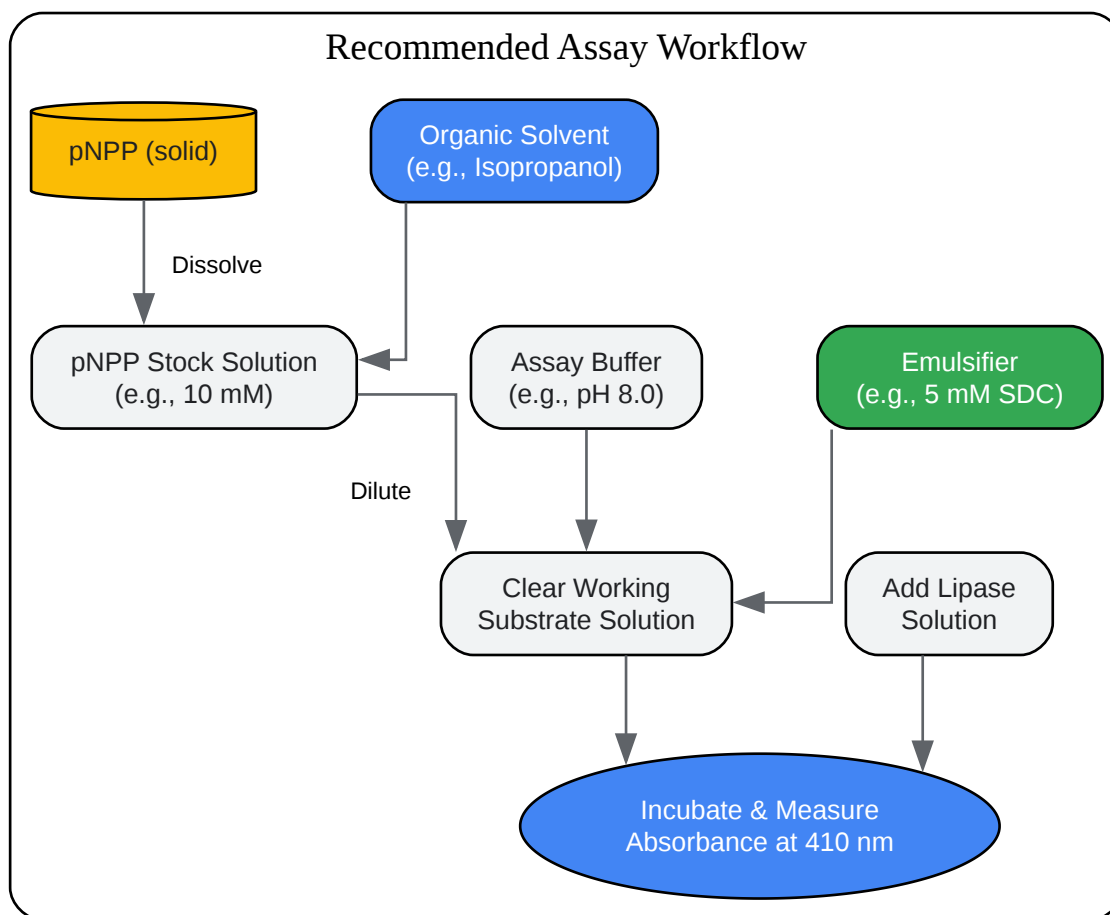 Recommended Assay Workflow
pNPP (solid)
Organic Solvent
(e.g., Isopropanol)
Dissolve
pNPP Stock Solution
(e.g., 10 mM)
Assay Buffer
(e.g., pH 8.0)
Emulsifier
(e.g., 5 mM SDC)
Dilute
Clear Working
Substrate Solution
Add Lipase
Solution
Incubate & Measure
Absorbance at 410 nm